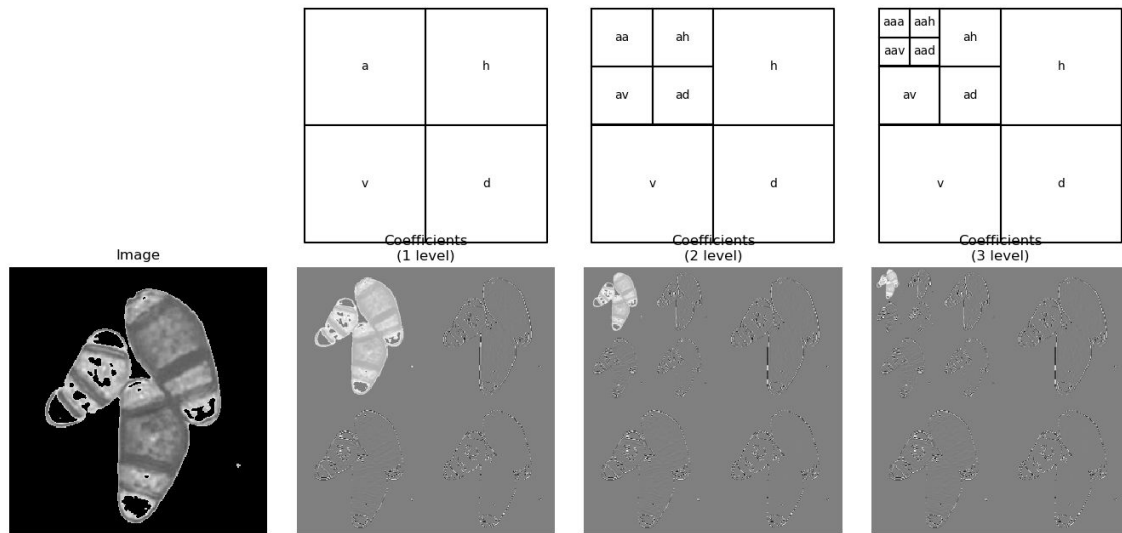 a h
v d
aa ah
av ad
h
v d
aaa aah
aav aad
ah
av ad
h
v d
Image
Coefficients
(1 level)
Coefficients
(2 level)
Coefficients
(3 level)